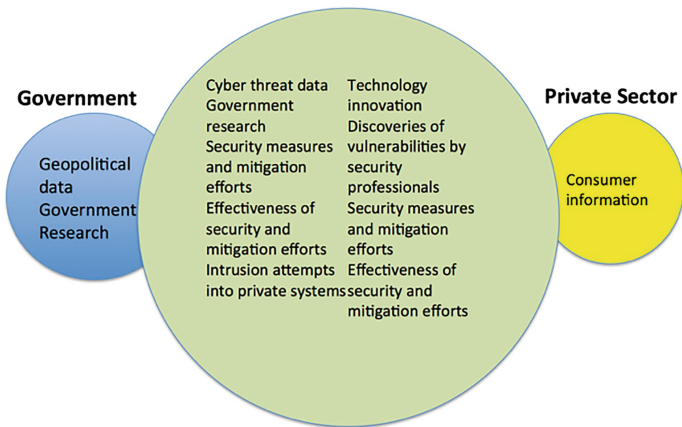 Government
Geopolitical
data
Government
Research
Cyber threat data
Government
research
Security measures
and mitigation
efforts
Effectiveness of
security and
mitigation efforts
Intrusion attempts
into private systems
Technology
innovation
Discoveries of
vulnerabilities by
security
professionals
Security measures
and mitigation
efforts
Effectiveness of
security and
mitigation efforts
Private Sector
Consumer
information